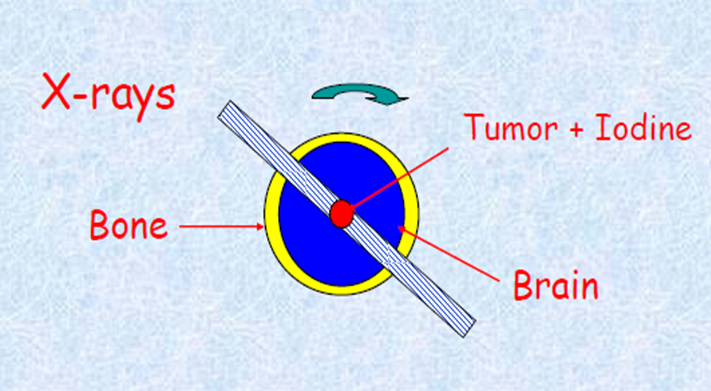 X-rays
Tumor + Iodine
Bone
Brain